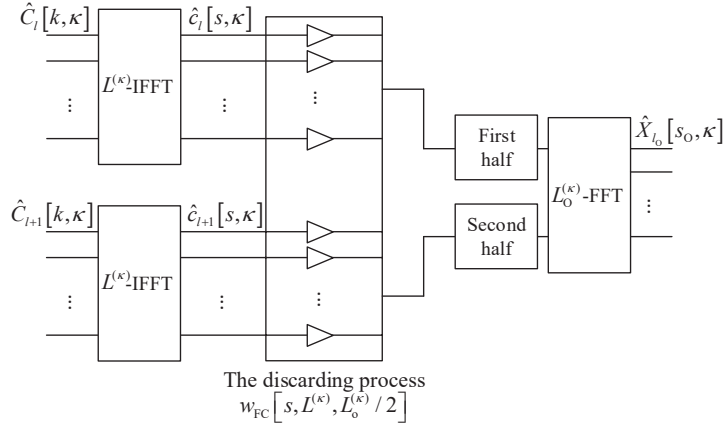 Ĉ_l[k,κ]
ĉ_l[s,κ]
L^(κ)-IFFT
⋮
⋮
⋮
First
half
X̂_{l_O}[s_O,κ]
L_O^(κ)-FFT
⋮
Ĉ_{l+1}[k,κ]
ĉ_{l+1}[s,κ]
Second
half
L^(κ)-IFFT
⋮
⋮
⋮
The discarding process
w_FC[s,L^(κ),L_o^(κ)/2]